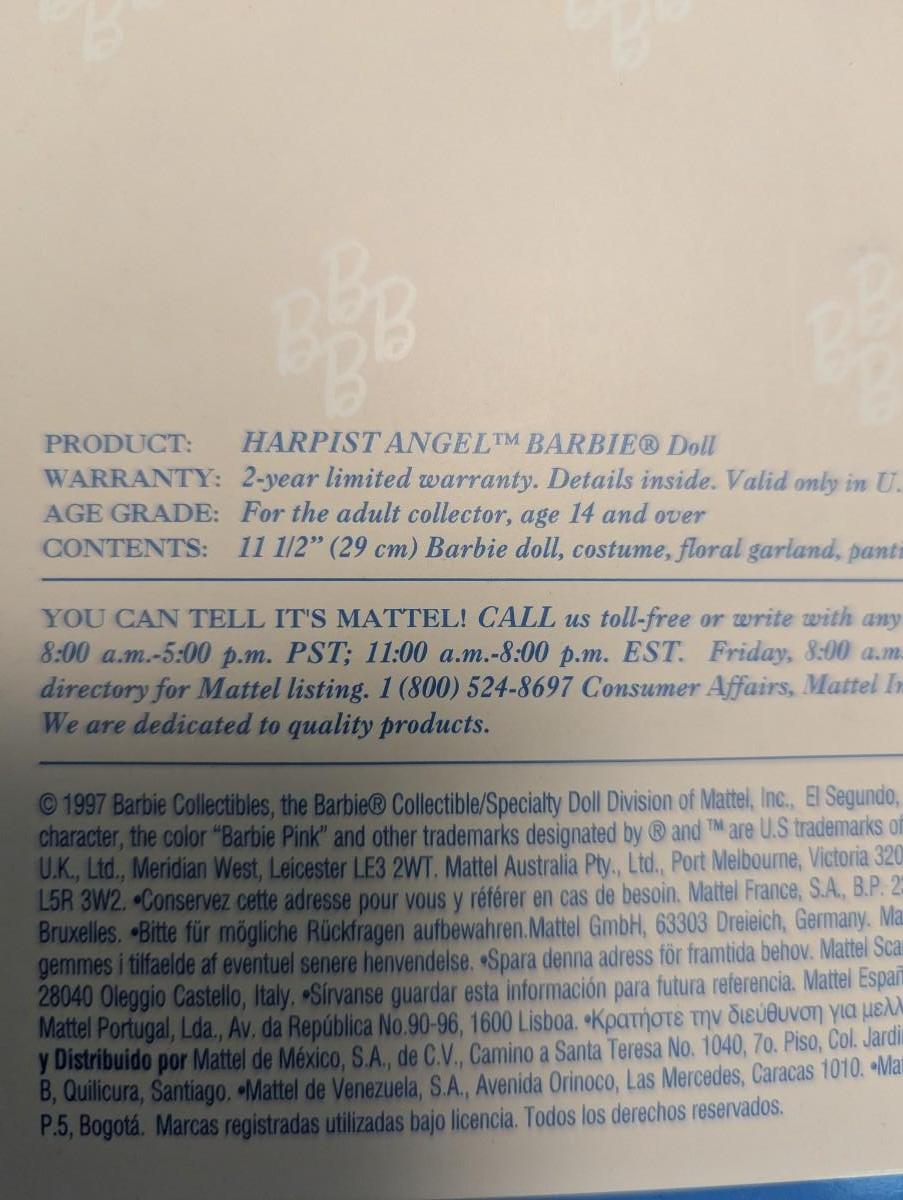 B B
B B B B
B B
B
B B B B
B B
PRODUCT: HARPIST ANGEL™ BARBIE® Doll
WARRANTY: 2-year limited warranty. Details inside. Valid only in U.
AGE GRADE: For the adult collector, age 14 and over
CONTENTS: 11 1/2" (29 cm) Barbie doll, costume, floral garland, panti
YOU CAN TELL IT'S MATTEL! CALL us toll-free or write with any
8:00 a.m.-5:00 p.m. PST; 11:00 a.m.-8:00 p.m. EST. Friday, 8:00 a.m.
directory for Mattel listing. 1 (800) 524-8697 Consumer Affairs, Mattel In
We are dedicated to quality products.
© 1997 Barbie Collectibles, the Barbie® Collectible/Specialty Doll Division of Mattel, Inc., El Segundo,
character, the color “Barbie Pink” and other trademarks designated by ® and ™ are U.S trademarks of
U.K., Ltd., Meridian West, Leicester LE3 2WT. Mattel Australia Pty., Ltd., Port Melbourne, Victoria 320
L5R 3W2. •Conservez cette adresse pour vous y référer en cas de besoin. Mattel France, S.A., B.P. 2
Bruxelles. •Bitte für mögliche Rückfragen aufbewahren.Mattel GmbH, 63303 Dreieich, Germany. Ma
gemmes i tilfaelde af eventuel senere henvendelse. •Spara denna adress för framtida behov. Mattel Sca
28040 Oleggio Castello, Italy. •Sírvanse guardar esta información para futura referencia. Mattel Españ
Mattel Portugal, Lda., Av. da República No.90-96, 1600 Lisboa. •Κρατήστε την διεύθυνση για μελλ
y Distribuido por Mattel de México, S.A., de C.V., Camino a Santa Teresa No. 1040, 7o. Piso, Col. Jardi
B, Quilicura, Santiago. •Mattel de Venezuela, S.A., Avenida Orinoco, Las Mercedes, Caracas 1010. •Ma
P.5, Bogotá. Marcas registradas utilizadas bajo licencia. Todos los derechos reservados.